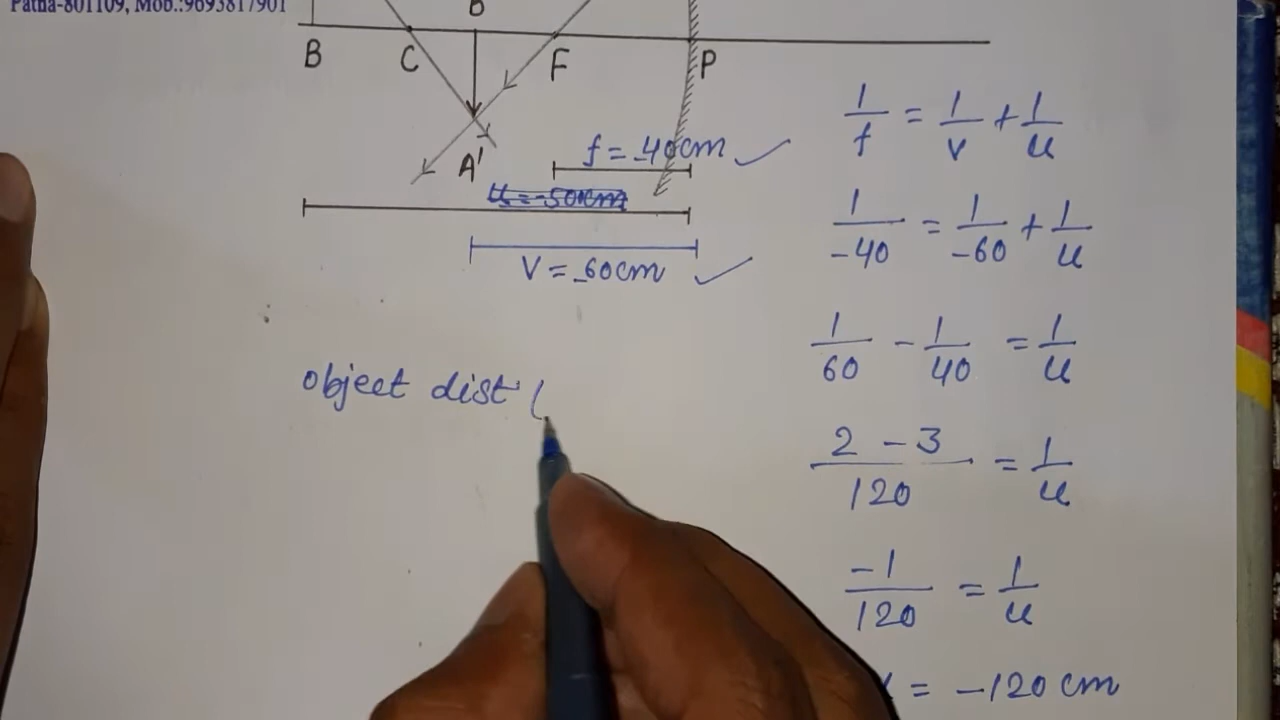 Patna-801109, Mob.:9693817901
B C F P
A'
f = -40cm ✓
u = -50cm
V = -60cm ✓
object dist (
1/f = 1/v + 1/u
1/-40 = 1/-60 + 1/u
1/60 - 1/40 = 1/u
2 - 3/120 = 1/u
-1/120 = 1/u
= -120 cm